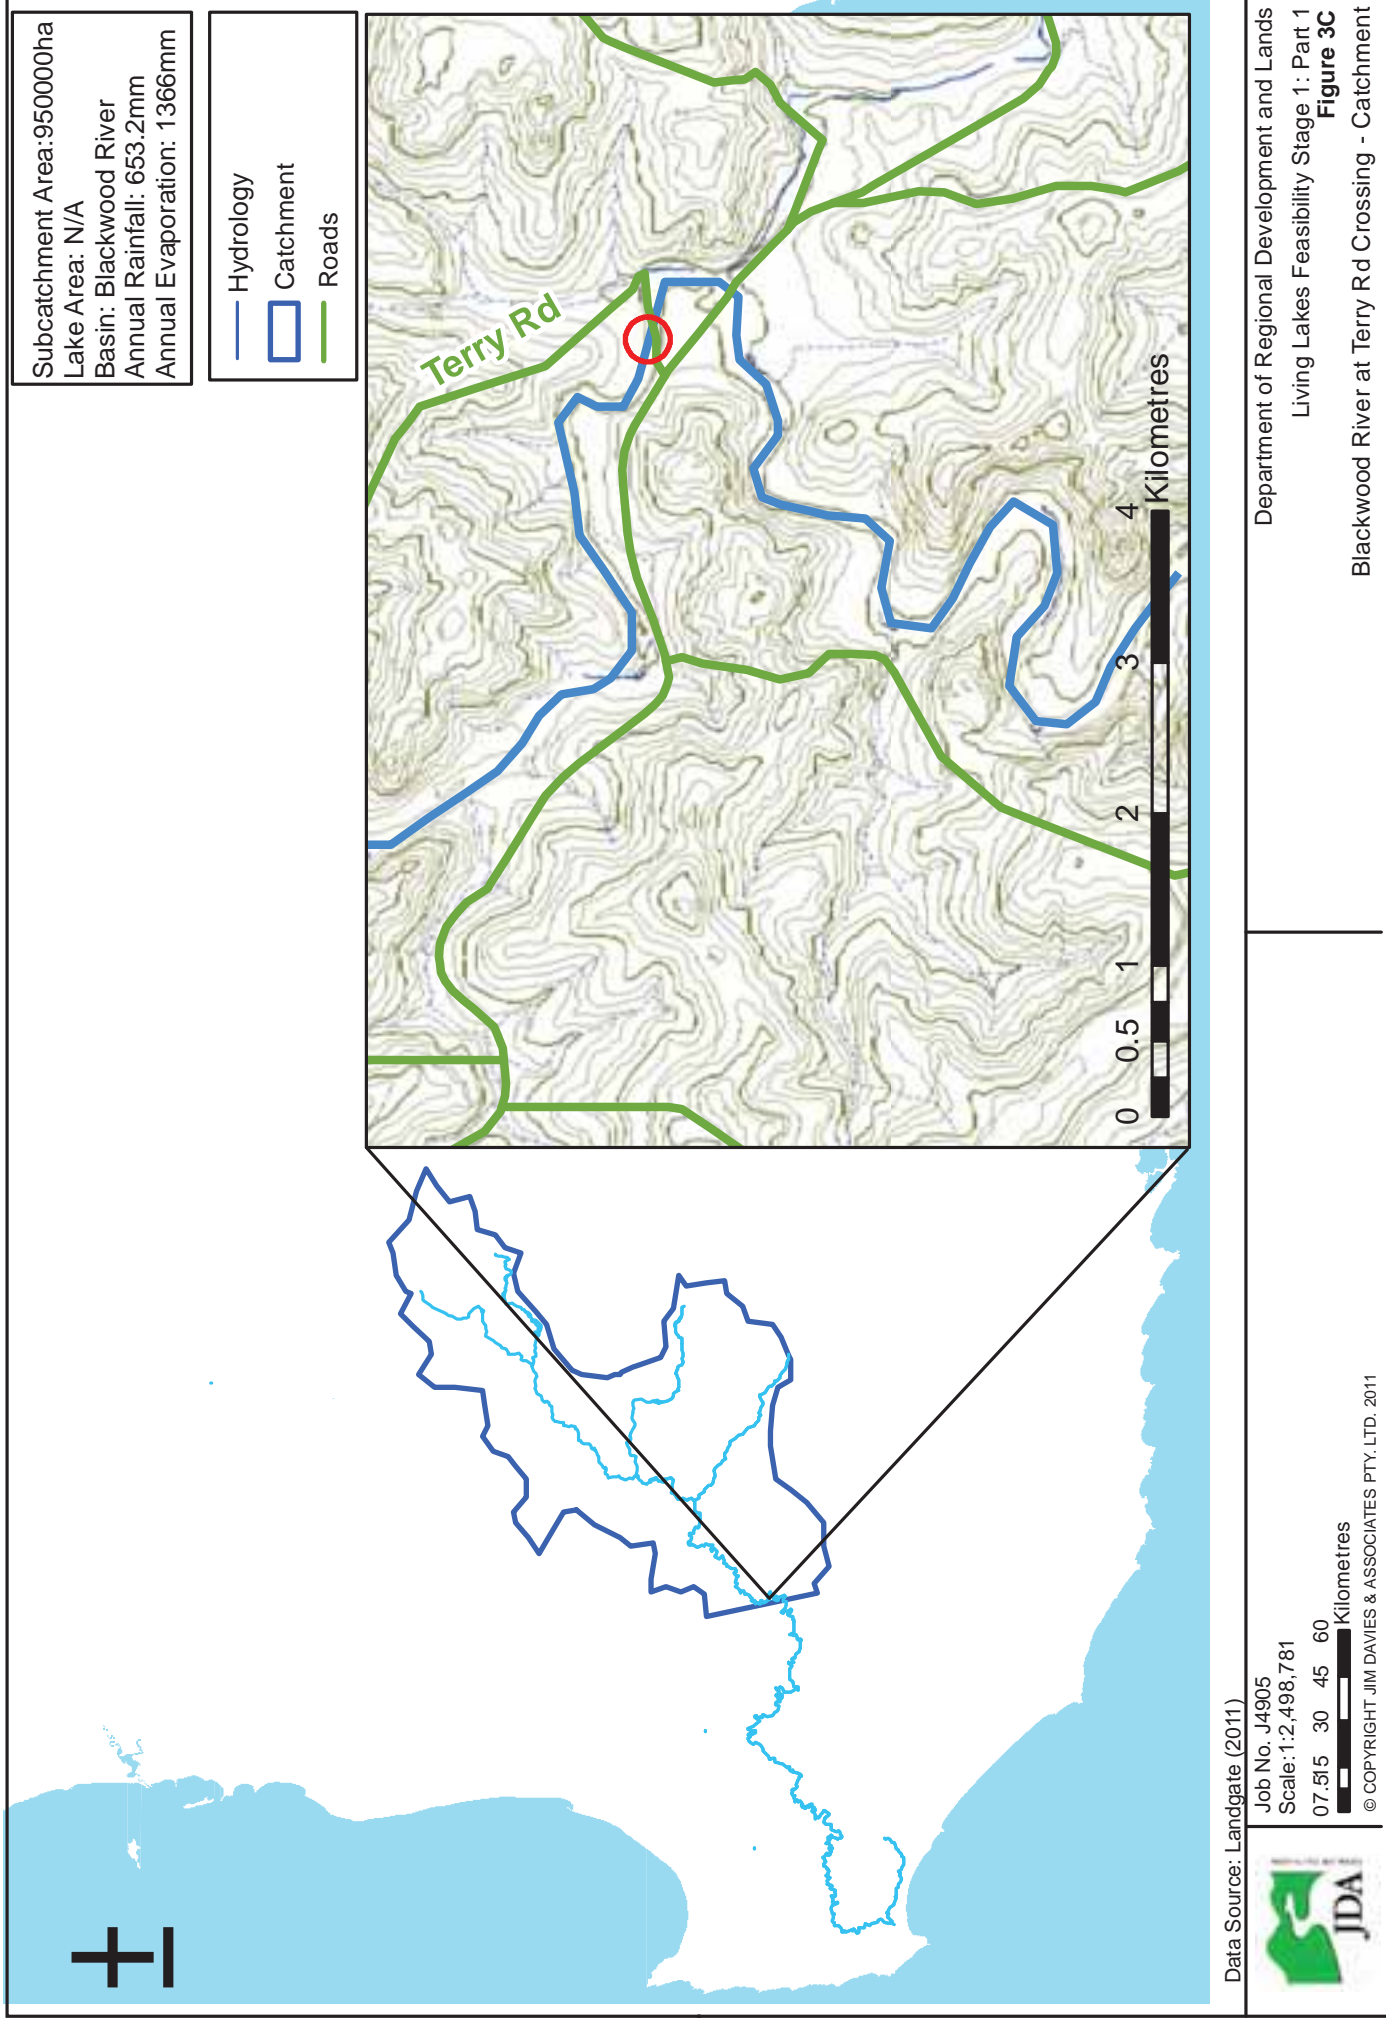 Subcatchment Area:950000ha
Lake Area: N/A
Basin: Blackwood River
Annual Rainfall: 653.2mm
Annual Evaporation: 1366mm
Hydrology
Catchment
Roads
Terry Rd
0 0.5 1 2 3 4
Kilometres
Data Source: Landgate (2011)
Job No. J4905
Scale:1:2,498,781
07.515 30 45 60
Kilometres
© COPYRIGHT JIM DAVIES & ASSOCIATES PTY. LTD. 2011
JDA
Department of Regional Development and Lands
Living Lakes Feasibility Stage 1 : Part 1
Figure 3C
Blackwood River at Terry Rd Crossing - Catchment